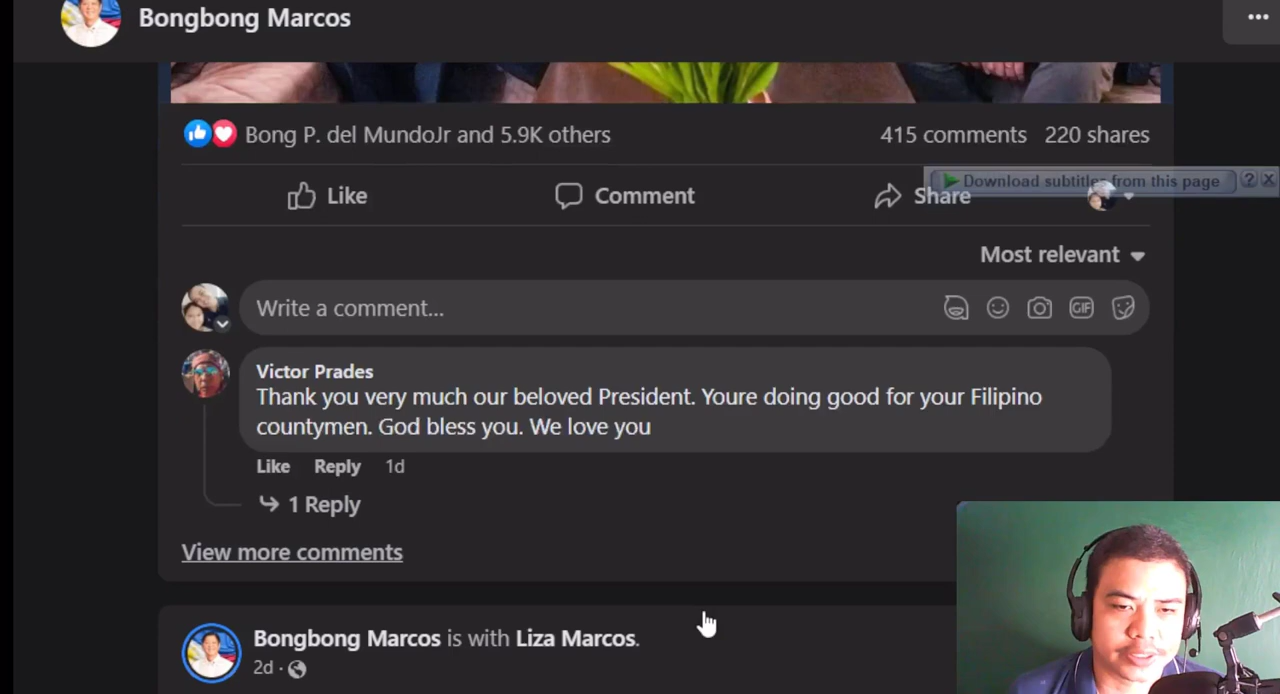 Bongbong Marcos
Bong P. del MundoJr and 5.9K others
415 comments 220 shares
Download subtitles from this page ? X
Like Comment Share
Most relevant
Write a comment...
GIF
Victor Prades
Thank you very much our beloved President. Youre doing good for your Filipino
countymen. God bless you. We love you
Like Reply 1d
1 Reply
View more comments
Bongbong Marcos is with Liza Marcos.
2d ·